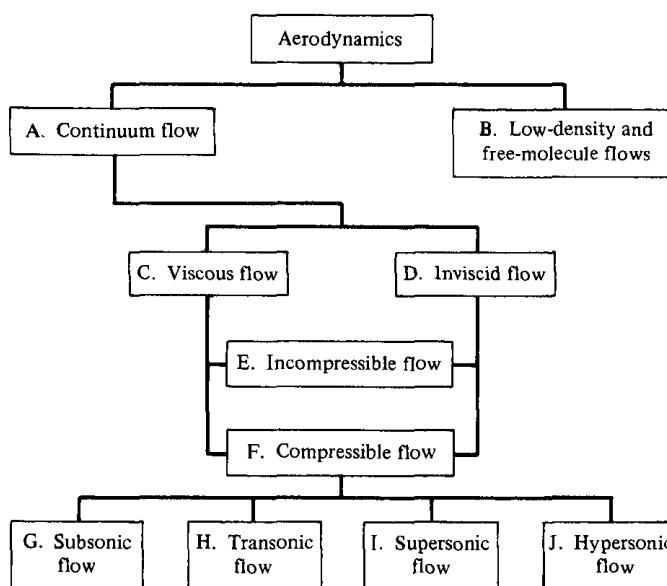 Aerodynamics
A. Continuum flow
B. Low-density and
free-molecule flows
C. Viscous flow
D. Inviscid flow
E. Incompressible flow
F. Compressible flow
G. Subsonic
flow
H. Transonic
flow
I. Supersonic
flow
J. Hypersonic
flow